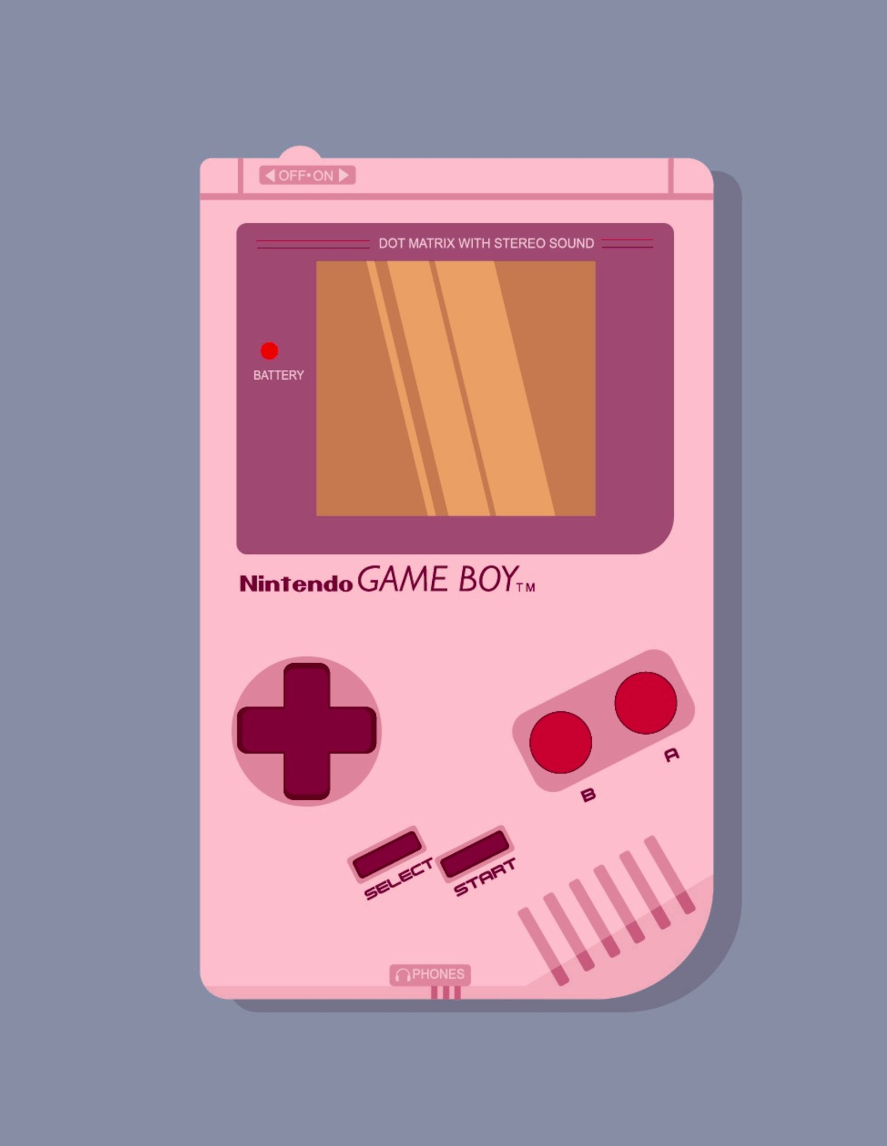 OFF•ON
DOT MATRIX WITH STEREO SOUND
BATTERY
Nintendo GAME BOY™
A
B
SELECT
START
PHONES